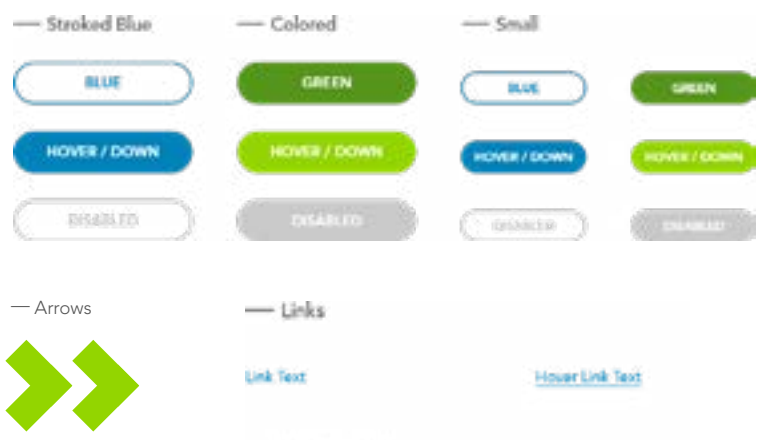 — Stroked Blue
— Colored
— Small
BLUE
GREEN
BLUE
GREEN
HOVER / DOWN
HOVER / DOWN
HOVER / DOWN
HOVER / DOWN
DISABLED
DISABLED
DISABLED
DISABLED
— Arrows
— Links
Link Text
Hover Link Text